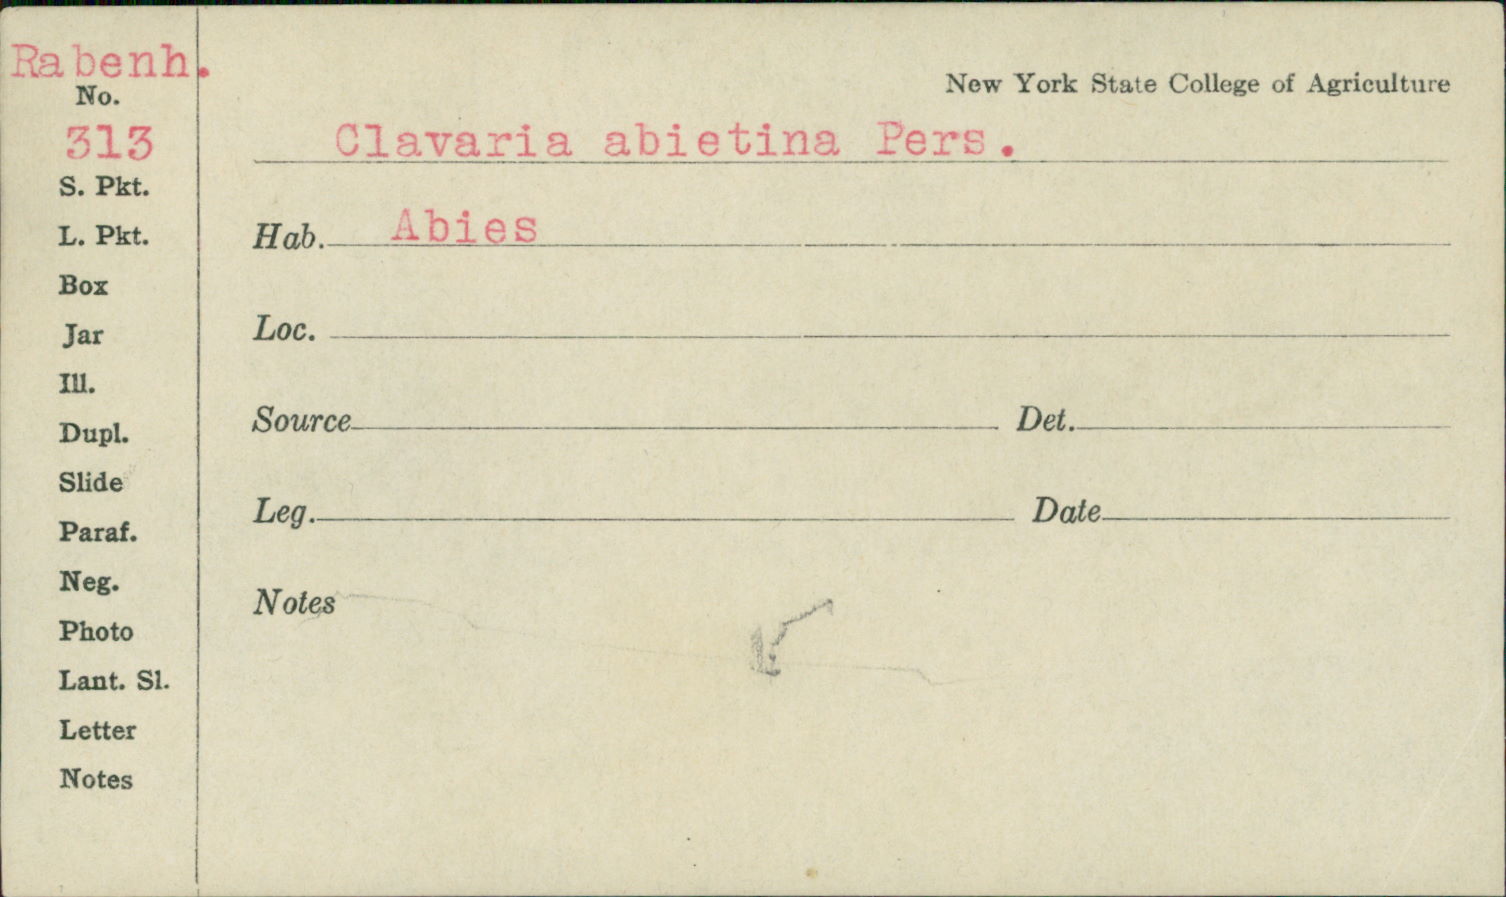 Rabenh.
No.
313
S. Pkt.
L. Pkt.
Box
Jar
Ill.
Dupl.
Slide
Paraf.
Neg.
Photo
Lant. Sl.
Letter
Notes
New York State College of Agriculture
Clavaria abietina Pers.
Hab. Abies
Loc.
Source Det.
Leg. Date
Notes